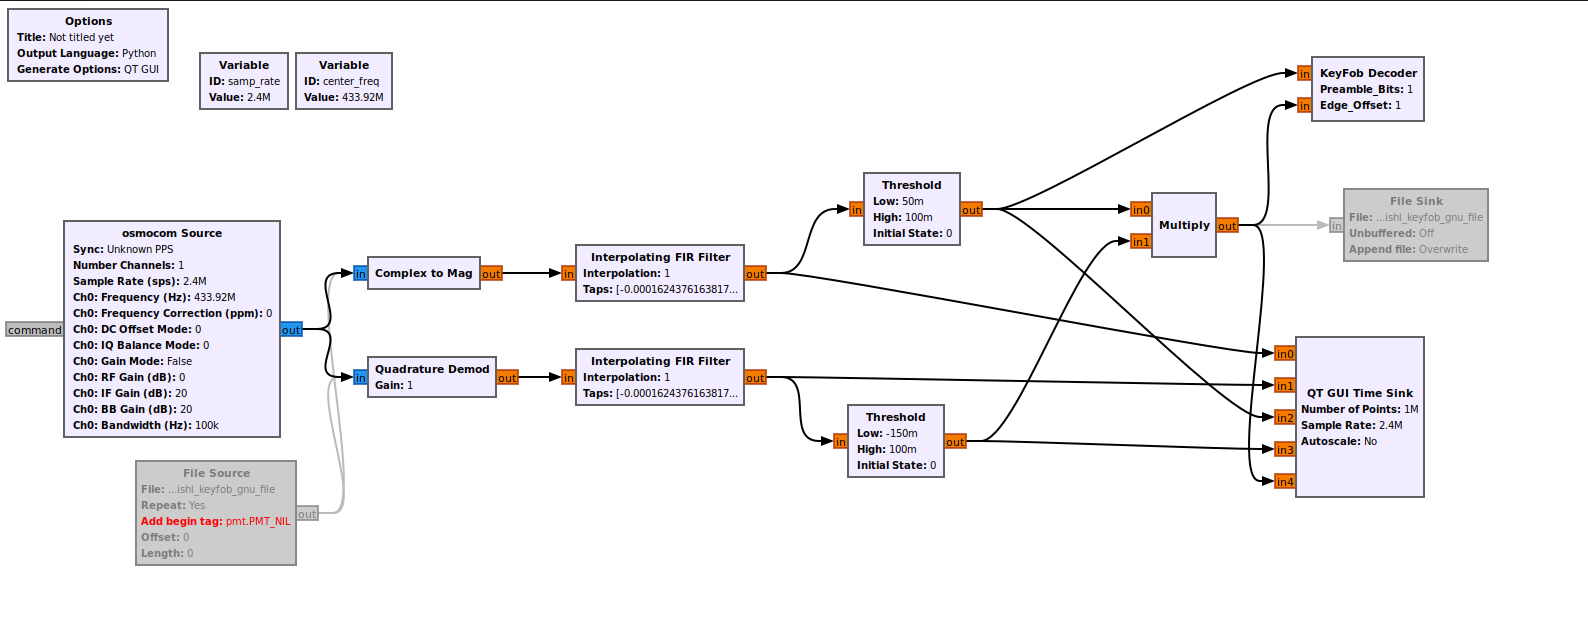 Options
Title: Not titled yet
Output Language: Python
Generate Options: QT GUI
Variable
ID: samp_rate
Value: 2.4M
Variable
ID: center_freq
Value: 433.92M
KeyFob Decoder
Preamble_Bits: 1
Edge_Offset: 1
in
in
Threshold
Low: 50m
High: 100m
Initial State: 0
in
out
Multiply
in0
in1
out
File Sink
File: ...ishi_keyfob_gnu_file
Unbuffered: Off
Append file: Overwrite
in
osmocom Source
Sync: Unknown PPS
Number Channels: 1
Sample Rate (sps): 2.4M
Ch0: Frequency (Hz): 433.92M
Ch0: Frequency Correction (ppm): 0
Ch0: DC Offset Mode: 0
Ch0: IQ Balance Mode: 0
Ch0: Gain Mode: False
Ch0: RF Gain (dB): 0
Ch0: IF Gain (dB): 20
Ch0: BB Gain (dB): 20
Ch0: Bandwidth (Hz): 100k
command
out
Complex to Mag
in
out
Interpolating FIR Filter
Interpolation: 1
Taps: [-0.0001624376163817...
in
out
Quadrature Demod
Gain: 1
in
out
Interpolating FIR Filter
Interpolation: 1
Taps: [-0.0001624376163817...
in
out
Threshold
Low: -150m
High: 100m
Initial State: 0
in
out
QT GUI Time Sink
Number of Points: 1M
Sample Rate: 2.4M
Autoscale: No
in0
in1
in2
in3
in4
File Source
File: ...ishi_keyfob_gnu_file
Repeat: Yes
Add begin tag: pmt.PMT_NIL
Offset: 0
Length: 0
out